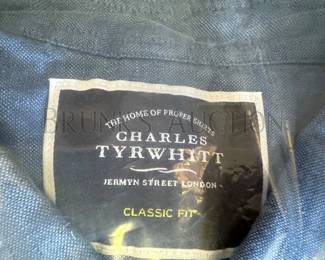 THE HOME OF PROPER SHIRTS
CHARLES
TYRWHITT
JERMYN STREET LONDON
CLASSIC FIT